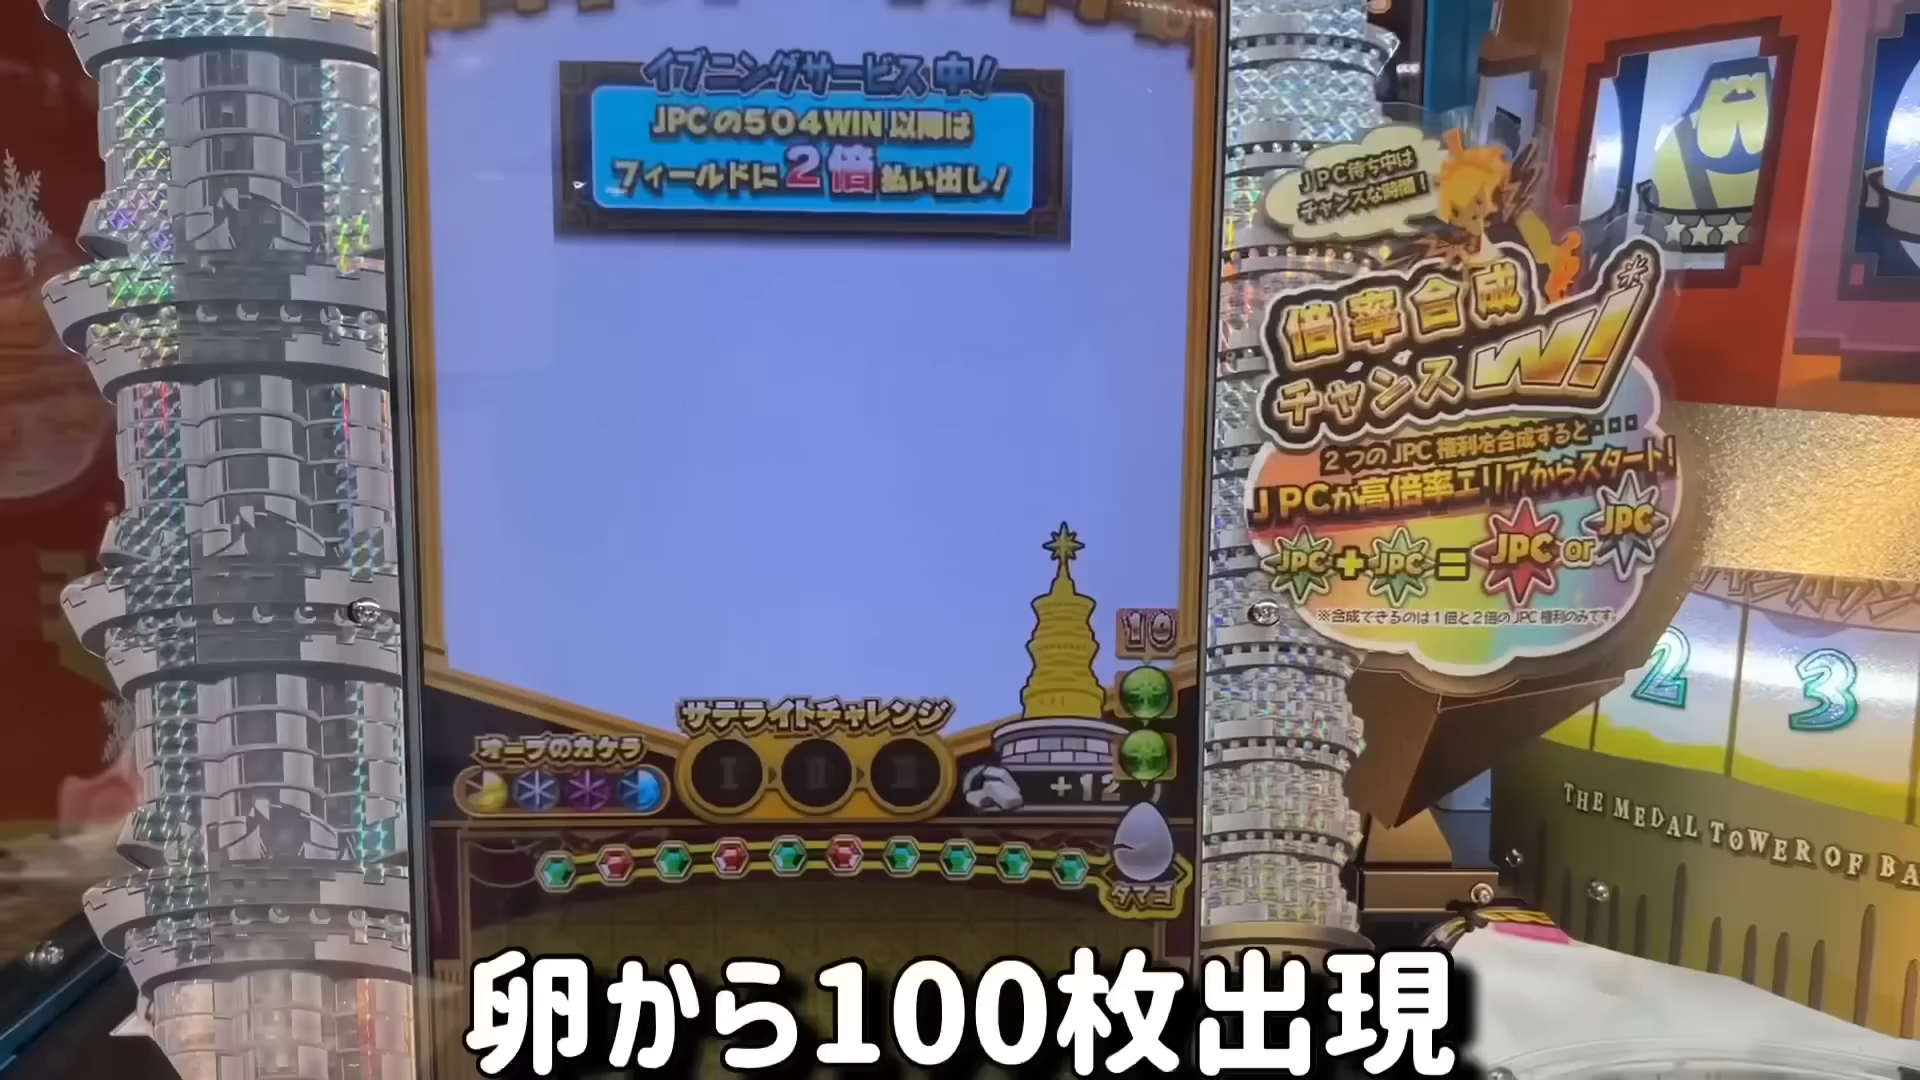 イブニングサービス中!
JPCの504WIN以降は
フィールドに2倍払い出し!
JPC待ち中は
チャンスな時間!
倍率合成
チャンスW!
※
2つのJPC権利を合成すると・・・
JPCが高倍率エリアからスタート!
JPC+JPC=JPC or JPC
※合成できるのは1倍と2倍のJPC権利のみです。
10
サテライトチャレンジ
オーブのカケラ
I II III
+12
タマゴ
2 3
THE MEDAL TOWER OF BA
卵から100枚出現